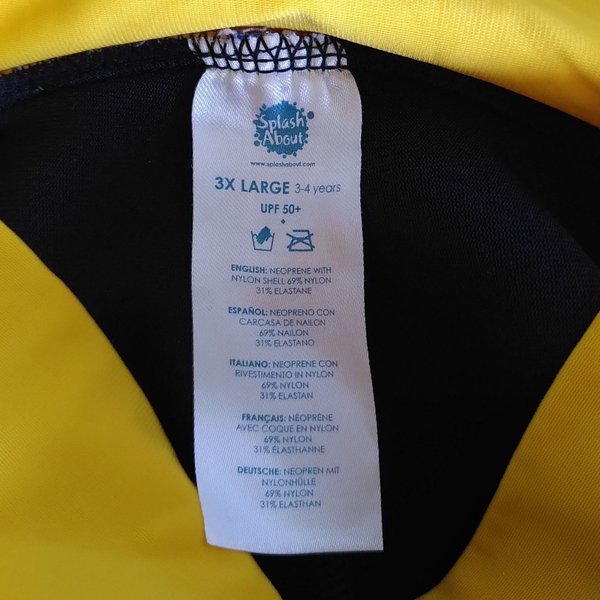 Splash
About
www.splashabout.com
3X LARGE 3-4 years
UPF 50+
ENGLISH: NEOPRENE WITH
NYLON SHELL 69% NYLON
31% ELASTANE
ESPAÑOL: NEOPRENO CON
CARCASA DE NAILON
69% NAILON
31% ELASTANO
ITALIANO: NEOPRENE CON
RIVESTIMENTO IN NYLON
69% NYLON
31% ELASTAN
FRANÇAIS: NÉOPRÈNE
AVEC COQUE EN NYLON
69% NYLON
31% ÉLASTHANNE
DEUTSCHE: NEOPREN MIT
NYLONHÜLLE
69% NYLON
31% ELASTHAN